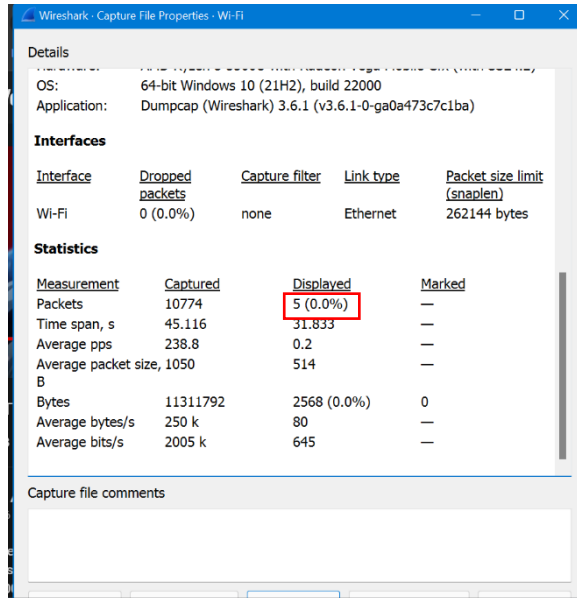 Wireshark · Capture File Properties · Wi-Fi
Details
OS: 64-bit Windows 10 (21H2), build 22000
Application: Dumpcap (Wireshark) 3.6.1 (v3.6.1-0-ga0a473c7c1ba)
Interfaces
Interface Dropped packets Capture filter Link type Packet size limit (snaplen)
Wi-Fi 0 (0.0%) none Ethernet 262144 bytes
Statistics
Measurement Captured Displayed Marked
Packets 10774 5 (0.0%) —
Time span, s 45.116 31.833 —
Average pps 238.8 0.2 —
Average packet size, B 1050 514 —
Bytes 11311792 2568 (0.0%) 0
Average bytes/s 250 k 80 —
Average bits/s 2005 k 645 —
Capture file comments